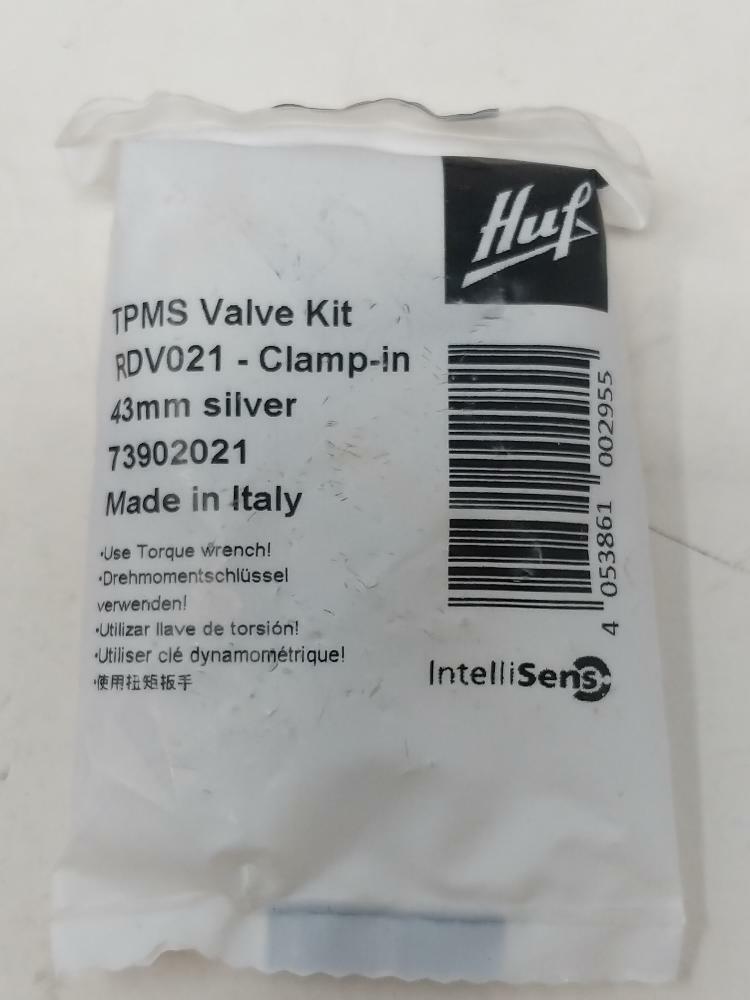 Huf
TPMS Valve Kit
RDV021 - Clamp-in
43mm silver
73902021
Made in Italy
•Use Torque wrench!
•Drehmomentschlüssel
verwenden!
•Utilizar llave de torsión!
•Utiliser clé dynamométrique!
•使用扭矩扳手
4 053861 002955
IntelliSens